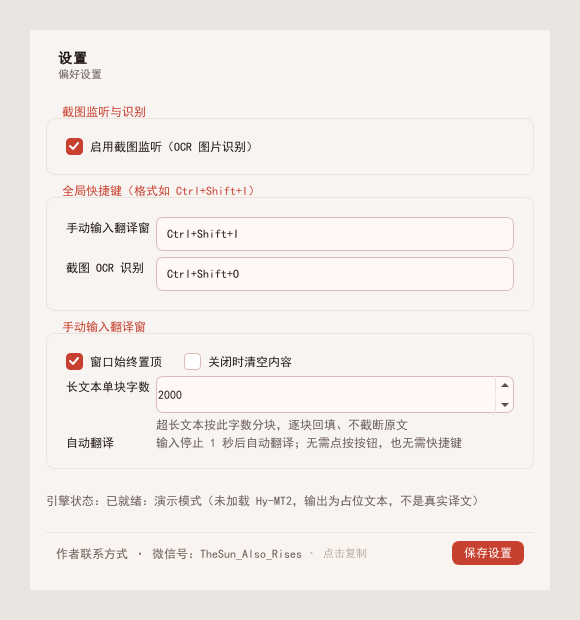 设置
偏好设置
截图监听与识别
启用截图监听（OCR 图片识别）
全局快捷键（格式如 Ctrl+Shift+I）
手动输入翻译窗 Ctrl+Shift+I
截图 OCR 识别 Ctrl+Shift+O
手动输入翻译窗
窗口始终置顶 关闭时清空内容
长文本单块字数 2000
超长文本按此字数分块，逐块回填、不截断原文
自动翻译 输入停止 1 秒后自动翻译；无需点按按钮，也无需快捷键
引擎状态：已就绪：演示模式（未加载 Hy-MT2，输出为占位文本，不是真实译文）
作者联系方式 · 微信号：TheSun_Also_Rises · 点击复制 保存设置